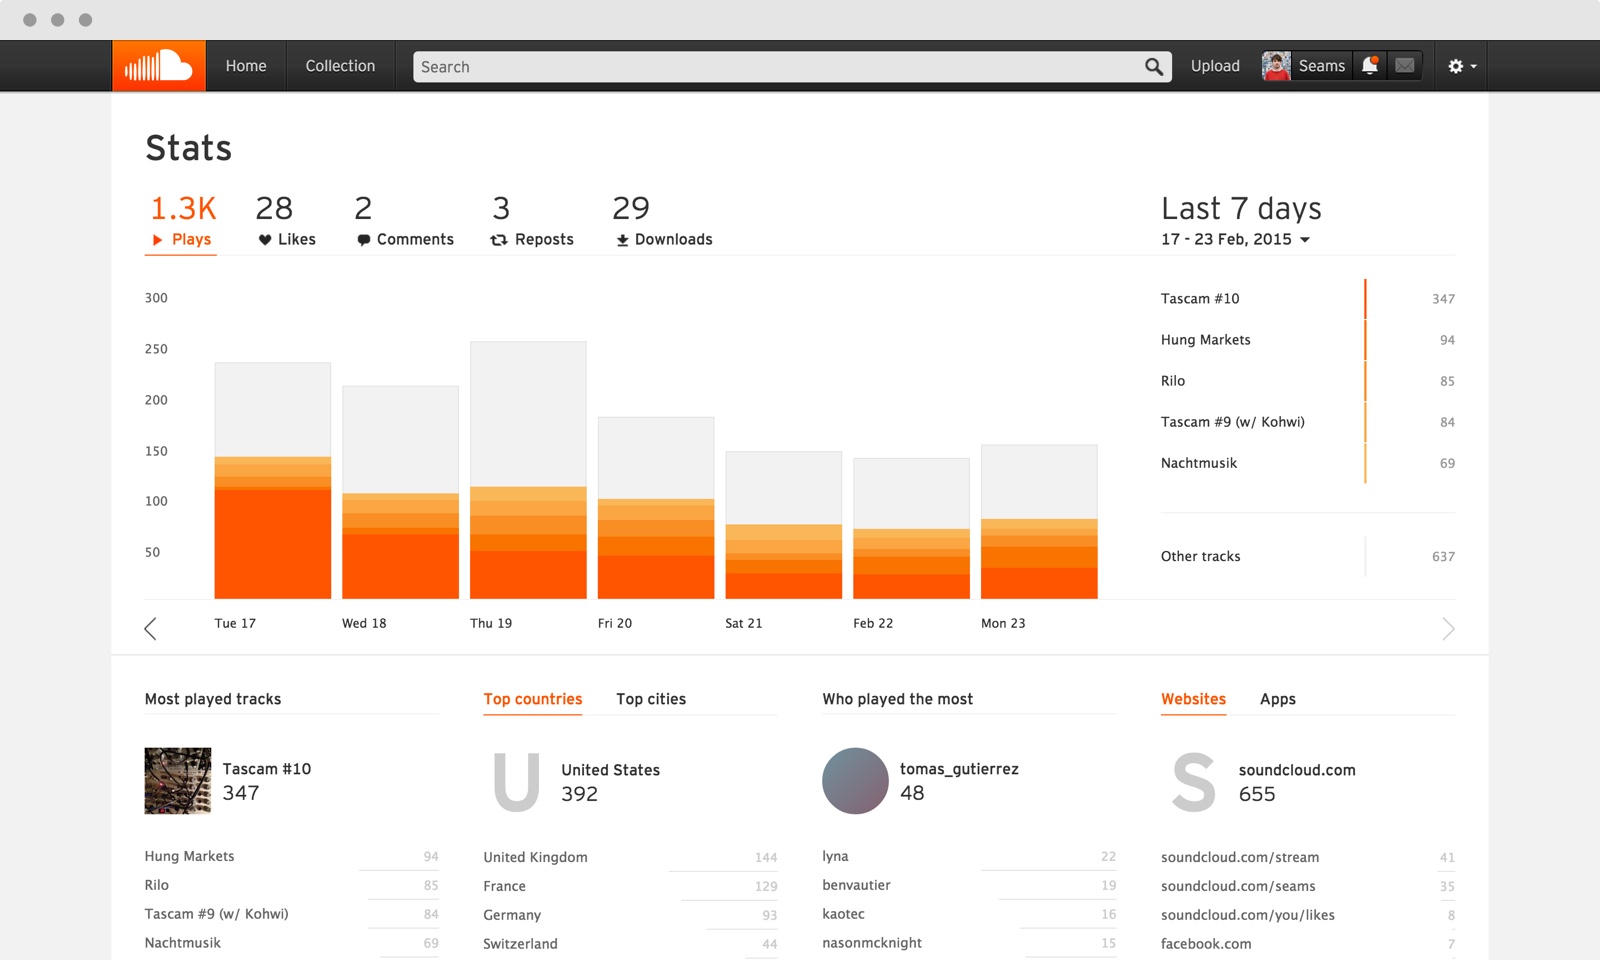 Home Collection Search Upload Seams
Stats
1.3K 28 2 3 29 Last 7 days
Plays Likes Comments Reposts Downloads 17 - 23 Feb, 2015
300
250
200
150
100
50
Tascam #10 347
Hung Markets 94
Rilo 85
Tascam #9 (w/ Kohwi) 84
Nachtmusik 69
Other tracks 637
Tue 17 Wed 18 Thu 19 Fri 20 Sat 21 Feb 22 Mon 23
Most played tracks Top countries Top cities Who played the most Websites Apps
Tascam #10 U United States tomas_gutierrez S soundcloud.com
347 392 48 655
Hung Markets 94 United Kingdom 144 lyna 22 soundcloud.com/stream 41
Rilo 85 France 129 benvautier 19 soundcloud.com/seams 35
Tascam #9 (w/ Kohwi) 84 Germany 93 kaotec 16 soundcloud.com/you/likes 8
Nachtmusik 69 Switzerland 44 nasonmcknight 15 facebook.com 7